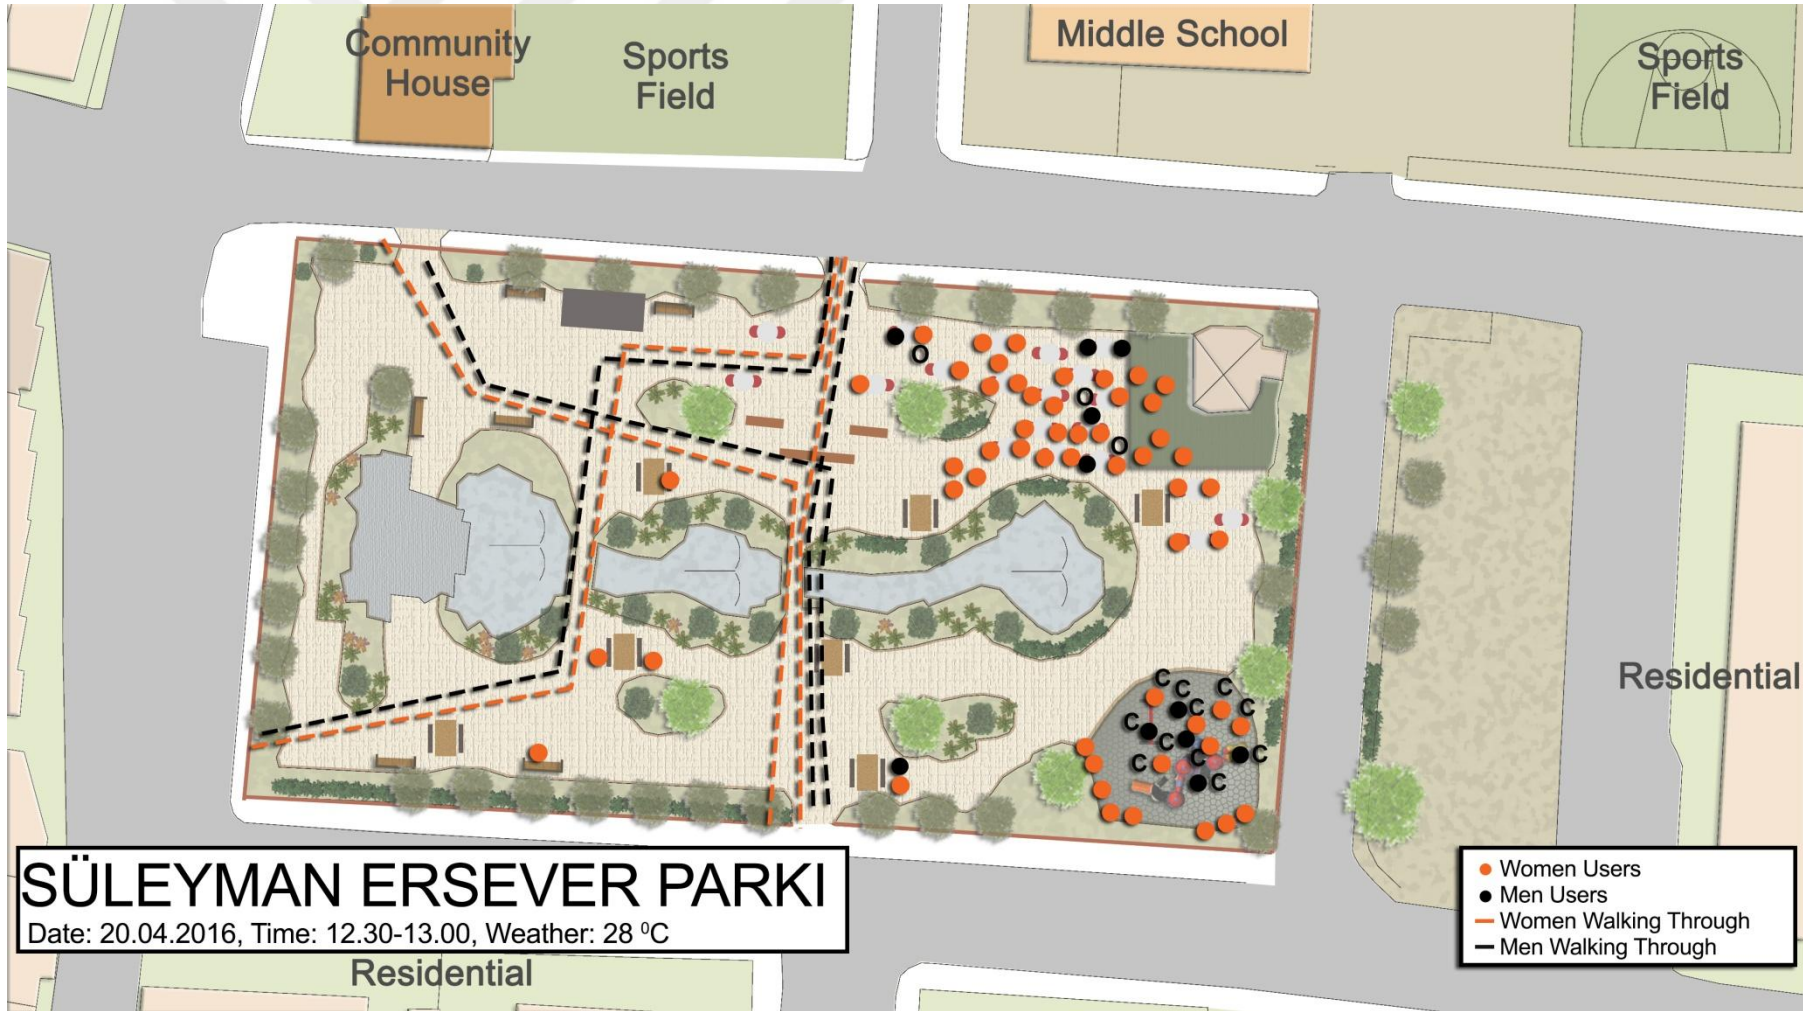 Community
House
Sports
Field
Middle School
Sports
Field
O
O
O
Residential
C
C
C
C
C
C
C
C
C
C
C
C
SÜLEYMAN ERSEVER PARKI
Date: 20.04.2016, Time: 12.30-13.00, Weather: 28 ⁰C
Women Users
Men Users
Women Walking Through
Men Walking Through
Residential